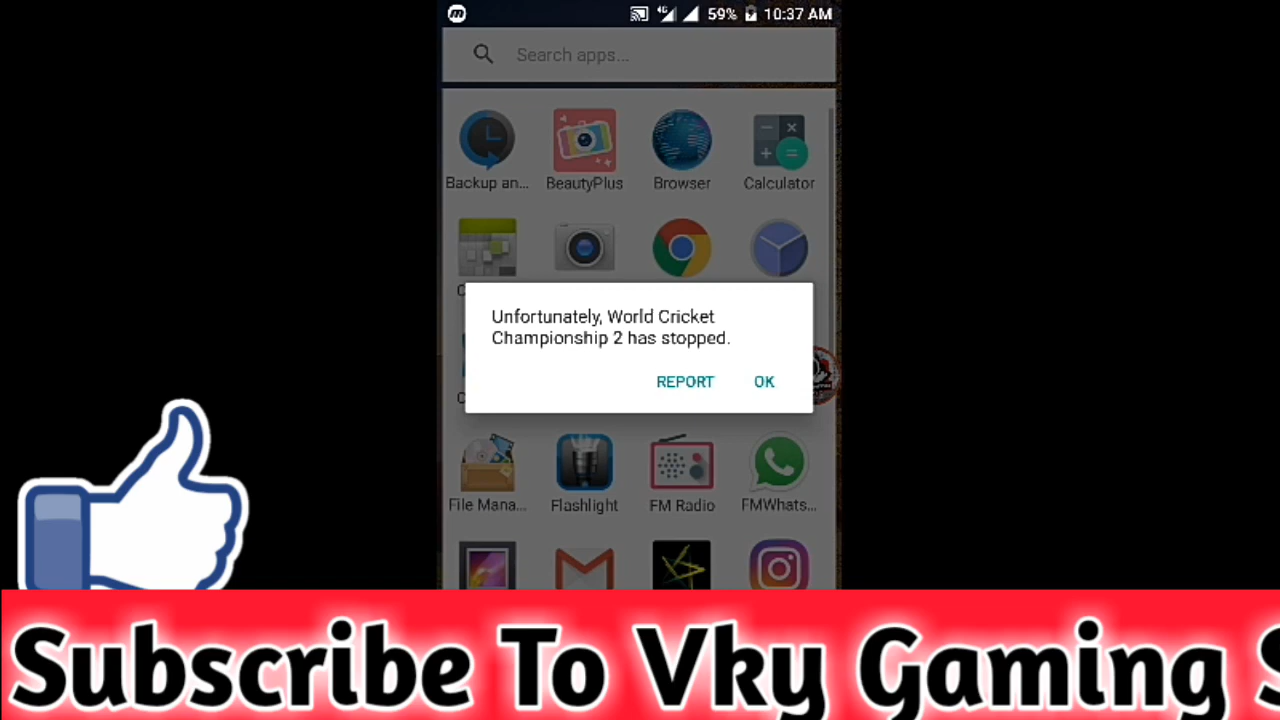 4G 59% 10:37 AM
Search apps...
Backup an... BeautyPlus Browser Calculator
Unfortunately, World Cricket
Championship 2 has stopped.
REPORT OK
File Mana... Flashlight FM Radio FMWhats...
Subscribe To Vky Gaming S